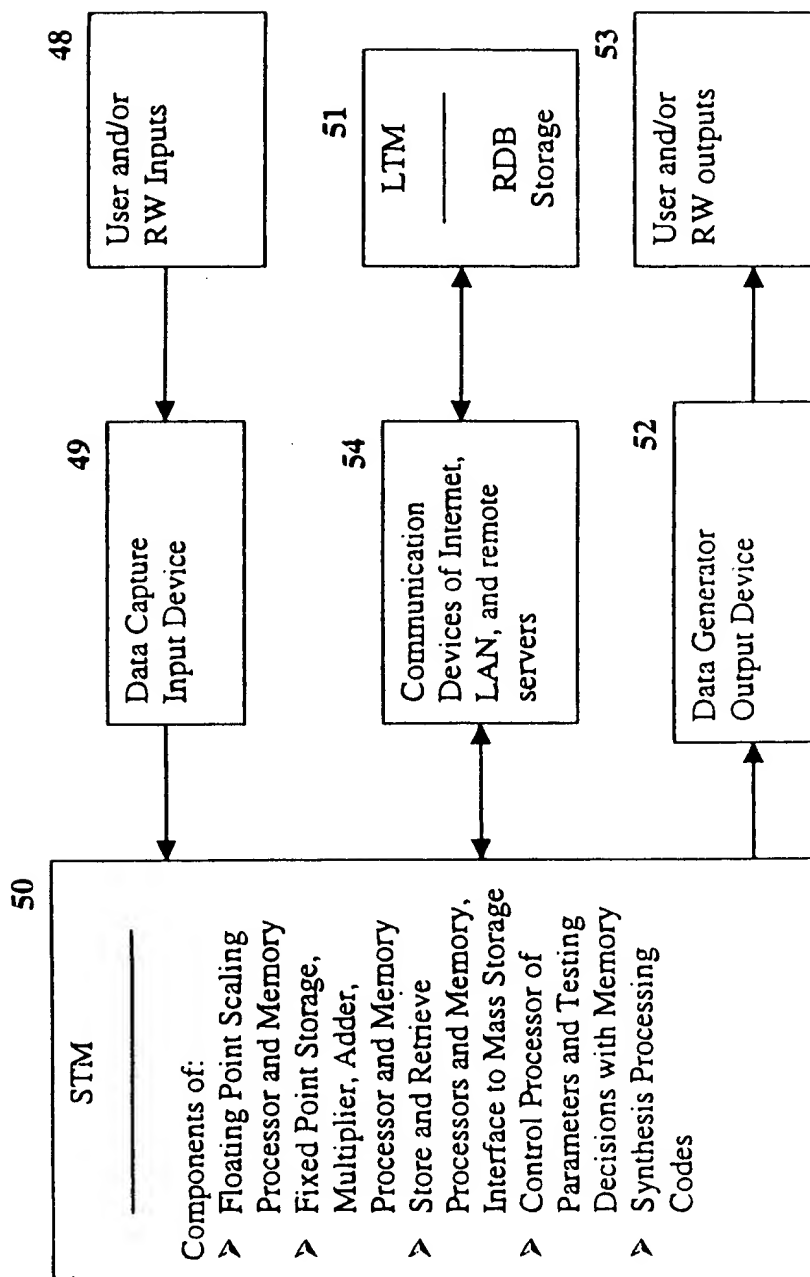 50
STM
Components of:
➢ Floating Point Scaling
Processor and Memory
➢ Fixed Point Storage,
Multiplier, Adder,
Processor and Memory
➢ Store and Retrieve
Processors and Memory,
Interface to Mass Storage
➢ Control Processor of
Parameters and Testing
Decisions with Memory
➢ Synthesis Processing
Codes
49
Data Capture
Input Device
48
User and/or
RW Inputs
54
Communication
Devices of Internet,
LAN, and remote
servers
51
LTM
RDB
Storage
52
Data Generator
Output Device
53
User and/or
RW outputs